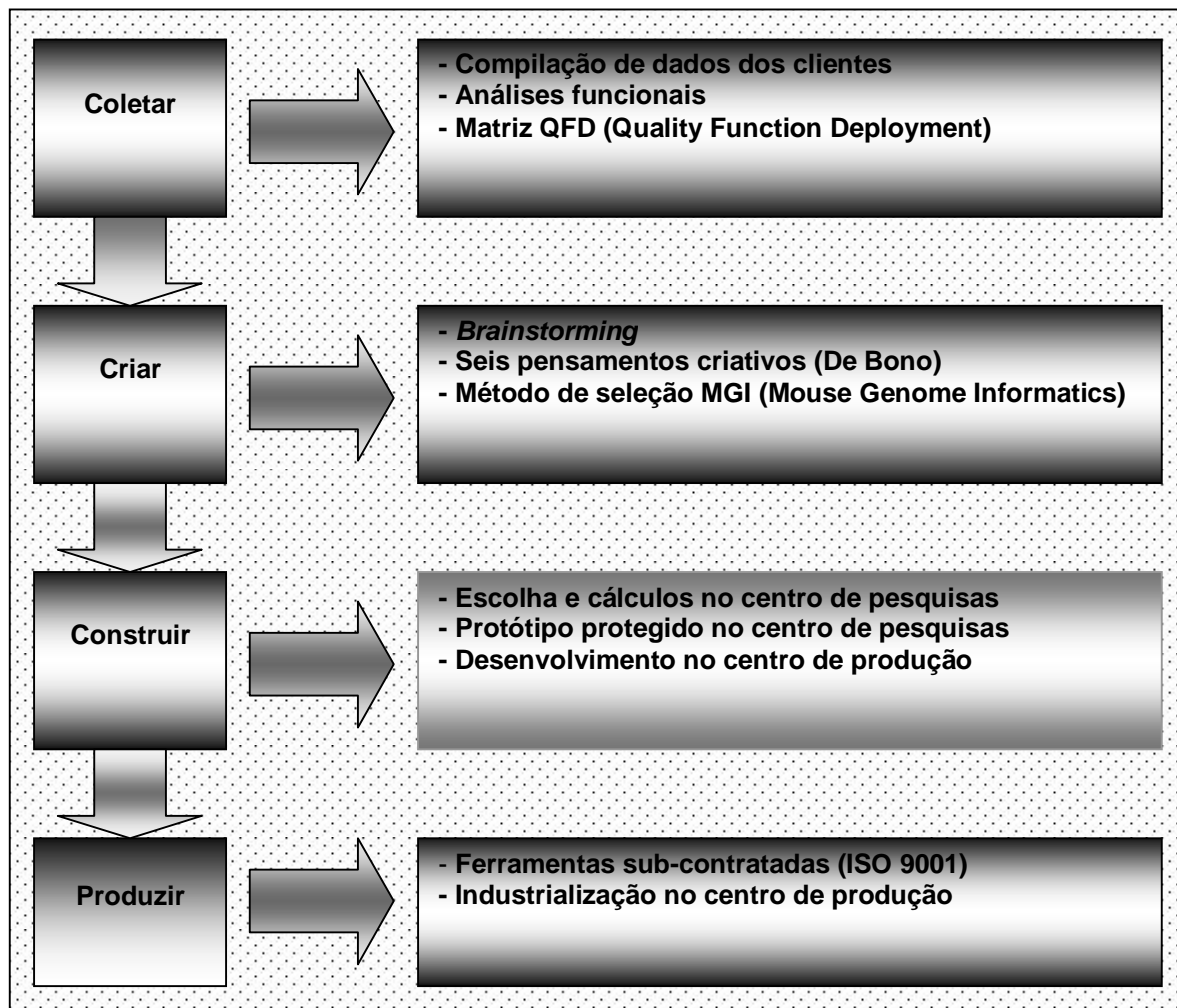 Coletar
- Compilação de dados dos clientes
- Análises funcionais
- Matriz QFD (Quality Function Deployment)
Criar
- Brainstorming
- Seis pensamentos criativos (De Bono)
- Método de seleção MGI (Mouse Genome Informatics)
Construir
- Escolha e cálculos no centro de pesquisas
- Protótipo protegido no centro de pesquisas
- Desenvolvimento no centro de produção
Produzir
- Ferramentas sub-contratadas (ISO 9001)
- Industrialização no centro de produção